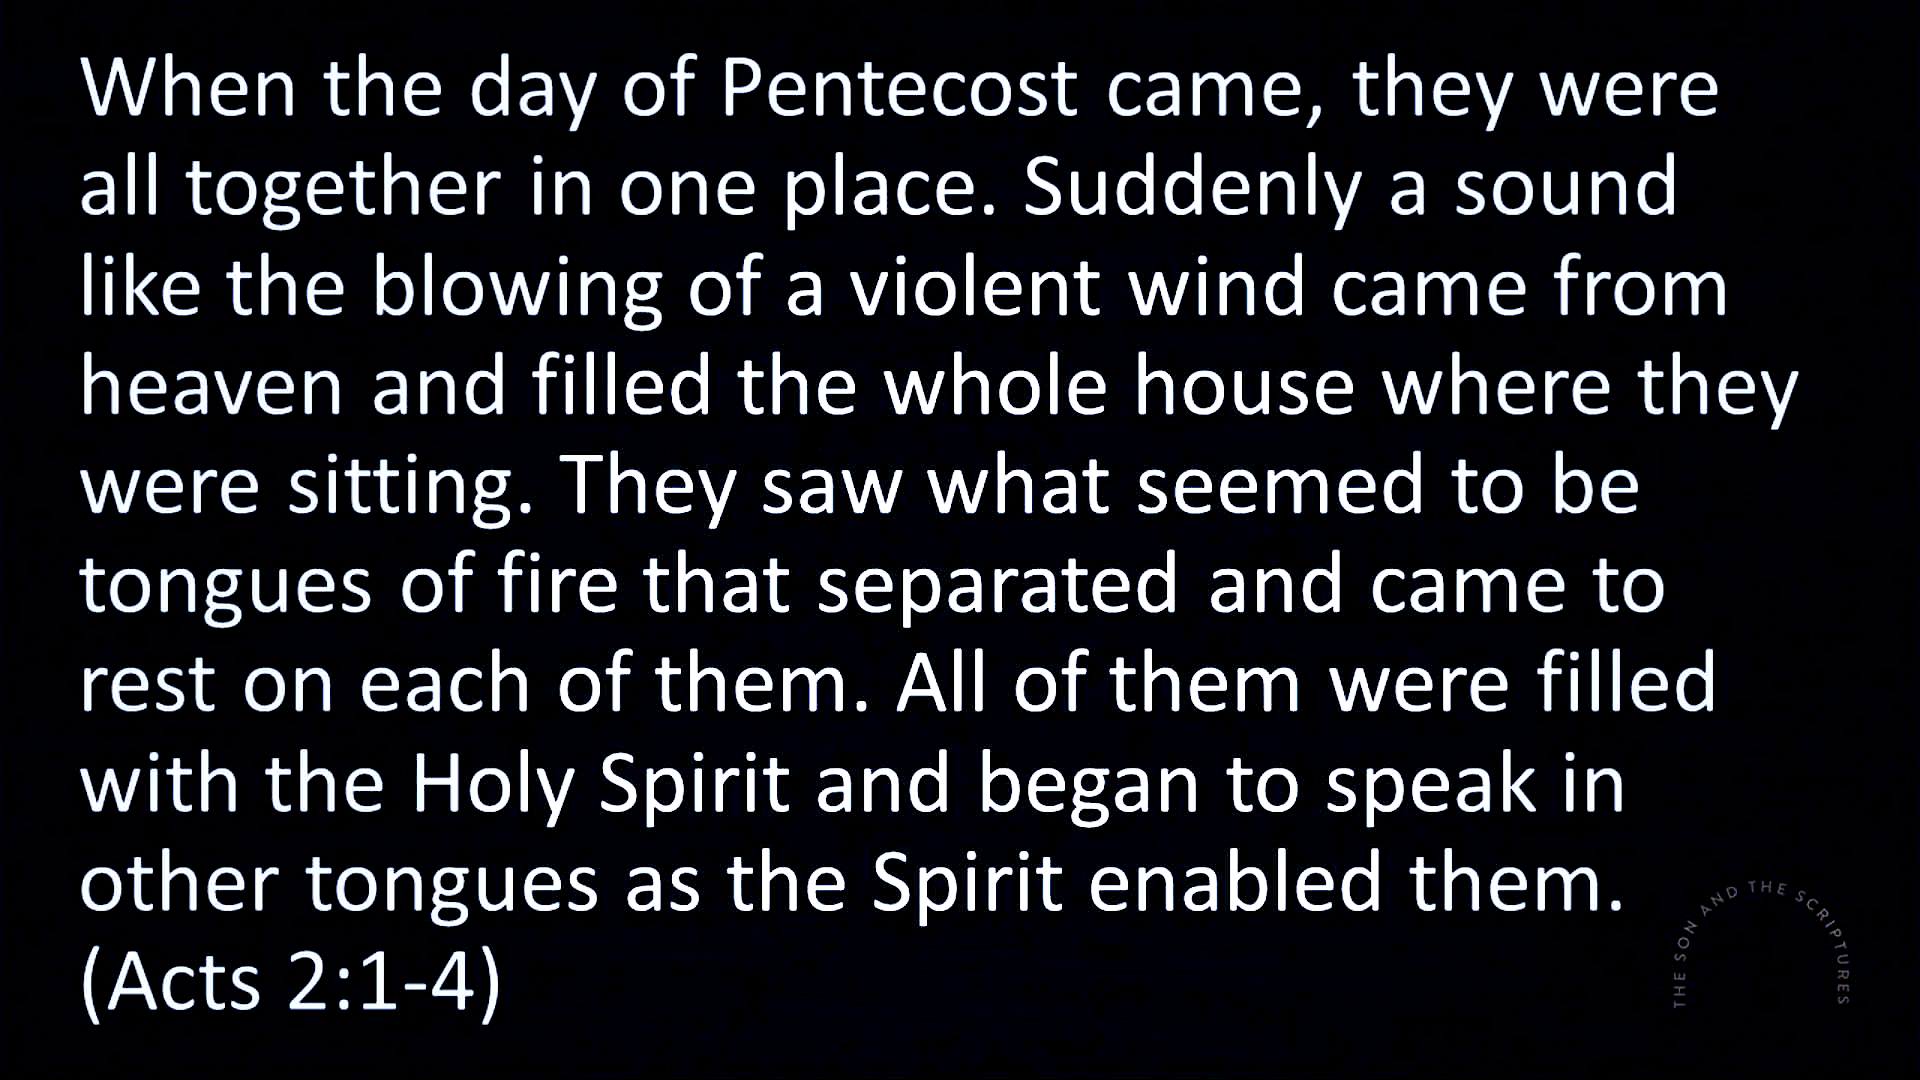 When the day of Pentecost came, they were
all together in one place. Suddenly a sound
like the blowing of a violent wind came from
heaven and filled the whole house where they
were sitting. They saw what seemed to be
tongues of fire that separated and came to
rest on each of them. All of them were filled
with the Holy Spirit and began to speak in
other tongues as the Spirit enabled them.
(Acts 2:1-4)
THE SON AND THE SCRIPTURES